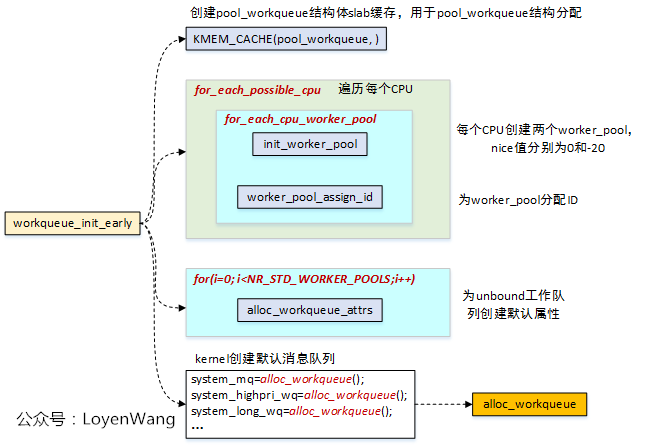 创建pool_workqueue结构体slab缓存，用于pool_workqueue结构分配
KMEM_CACHE(pool_workqueue, )
for_each_possible_cpu 遍历每个CPU
for_each_cpu_worker_pool
init_worker_pool
worker_pool_assign_id
每个CPU创建两个worker_pool，
nice值分别为0和-20
为worker_pool分配ID
workqueue_init_early
for(i=0; i<NR_STD_WORKER_POOLS;i++)
alloc_workqueue_attrs
为unbound工作队
列创建默认属性
kernel创建默认消息队列
system_mq=alloc_workqueue();
system_highpri_wq=alloc_workqueue();
system_long_wq=alloc_workqueue();
...
alloc_workqueue
公众号：LoyenWang